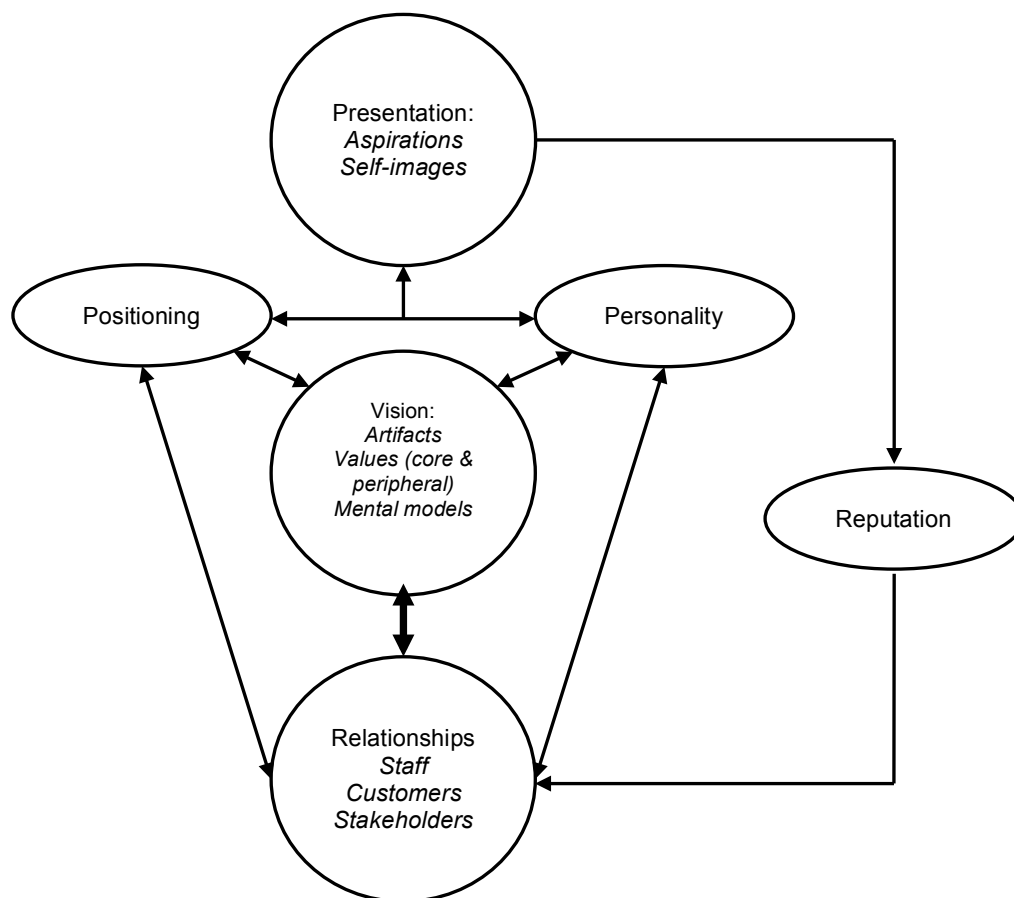 Presentation:
Aspirations
Self-images
Positioning
Personality
Vision:
Artifacts
Values (core &
peripheral)
Mental models
Reputation
Relationships
Staff
Customers
Stakeholders